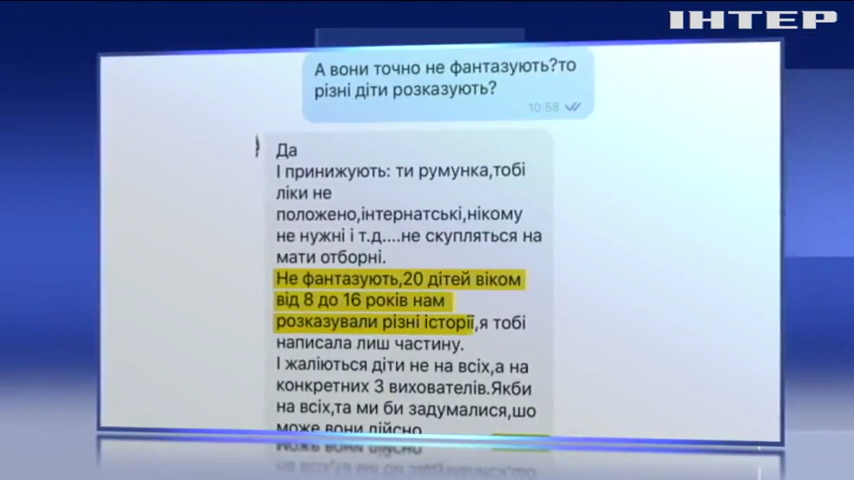 ІНТЕР
А вони точно не фантазують?то
різні діти розказують?
10:58
Да
І принижують: ти румунка,тобі
ліки не
положено,інтернатські,нікому
не нужні і т.д....не скупляться на
мати отборні.
Не фантазують,20 дітей віком
від 8 до 16 років нам
розказували різні історії,я тобі
написала лиш частину.
І жаліються діти не на всіх,а на
конкретних 3 вихователів.Якби
на всіх,та ми би задумалися,шо
може вони дійсно